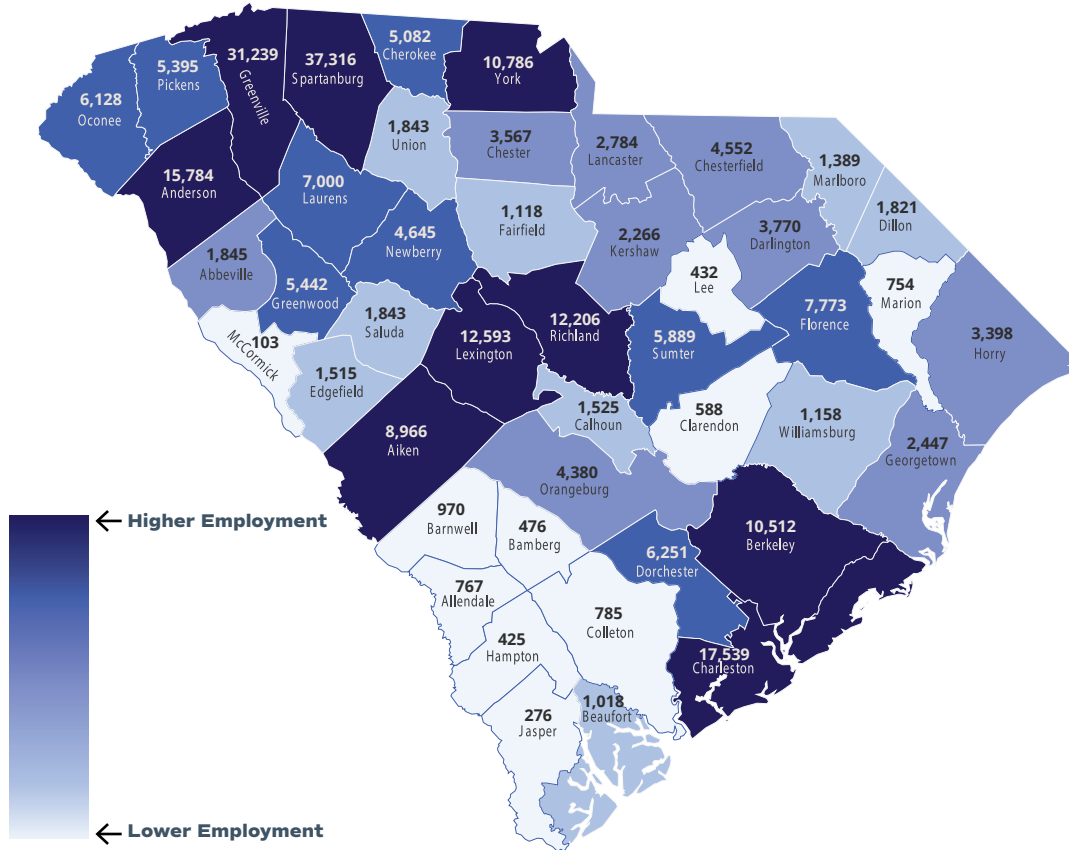 5,082
Cherokee
31,239
Greenville
37,316
Spartanburg
10,786
York
5,395
Pickens
6,128
Oconee
1,843
Union
3,567
Chester
2,784
Lancaster
4,552
Chesterfield
1,389
Marlboro
15,784
Anderson
7,000
Laurens
1,821
Dillon
1,118
Fairfield
3,770
Darlington
4,645
Newberry
2,266
Kershaw
1,845
Abbeville
432
Lee
754
Marion
5,442
Greenwood
7,773
Florence
1,843
Saluda
12,593
Lexington
12,206
Richland
5,889
Sumter
3,398
Horry
103
McCormick
1,515
Edgefield
1,525
Calhoun
588
Clarendon
1,158
Williamsburg
8,966
Aiken
2,447
Georgetown
4,380
Orangeburg
970
Barnwell
476
Bamberg
10,512
Berkeley
Higher Employment
6,251
Dorchester
767
Allendale
785
Colleton
425
Hampton
17,539
Charleston
1,018
Beaufort
276
Jasper
Lower Employment